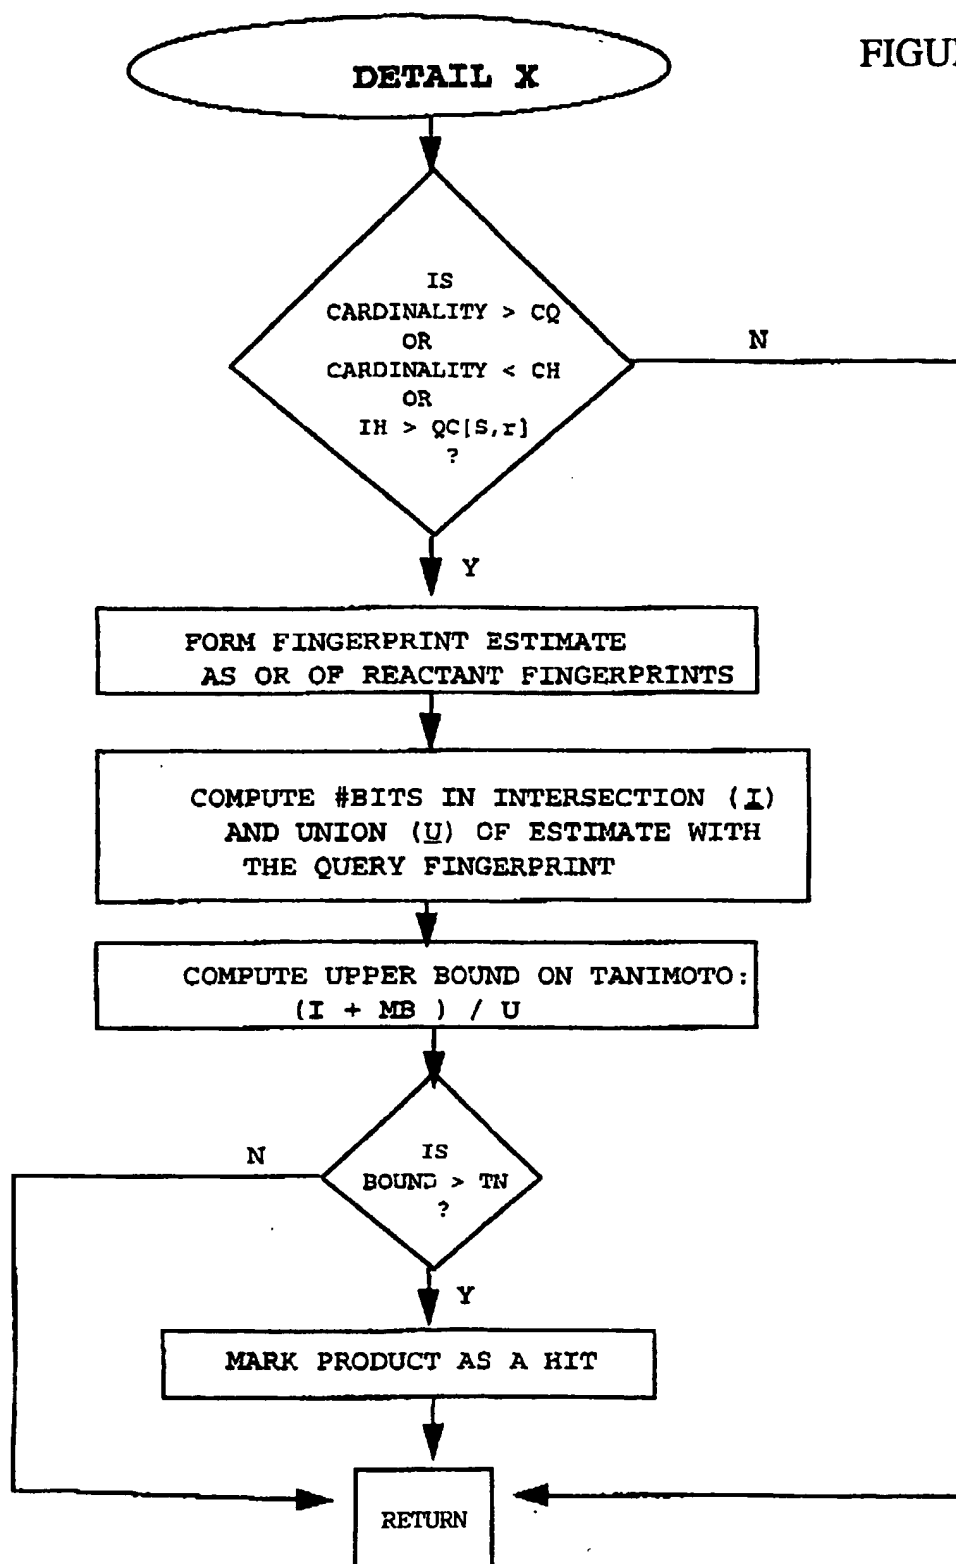 DETAIL X
FIGU
IS
CARDINALITY > CQ
OR
CARDINALITY < CH
OR
IH > QC[S,r]
?
N
Y
FORM FINGERPRINT ESTIMATE
AS OR OF REACTANT FINGERPRINTS
COMPUTE #BITS IN INTERSECTION (I)
AND UNION (U) OF ESTIMATE WITH
THE QUERY FINGERPRINT
COMPUTE UPPER BOUND ON TANIMOTO:
(I + MB ) / U
IS
BOUND > TN
?
N
Y
MARK PRODUCT AS A HIT
RETURN